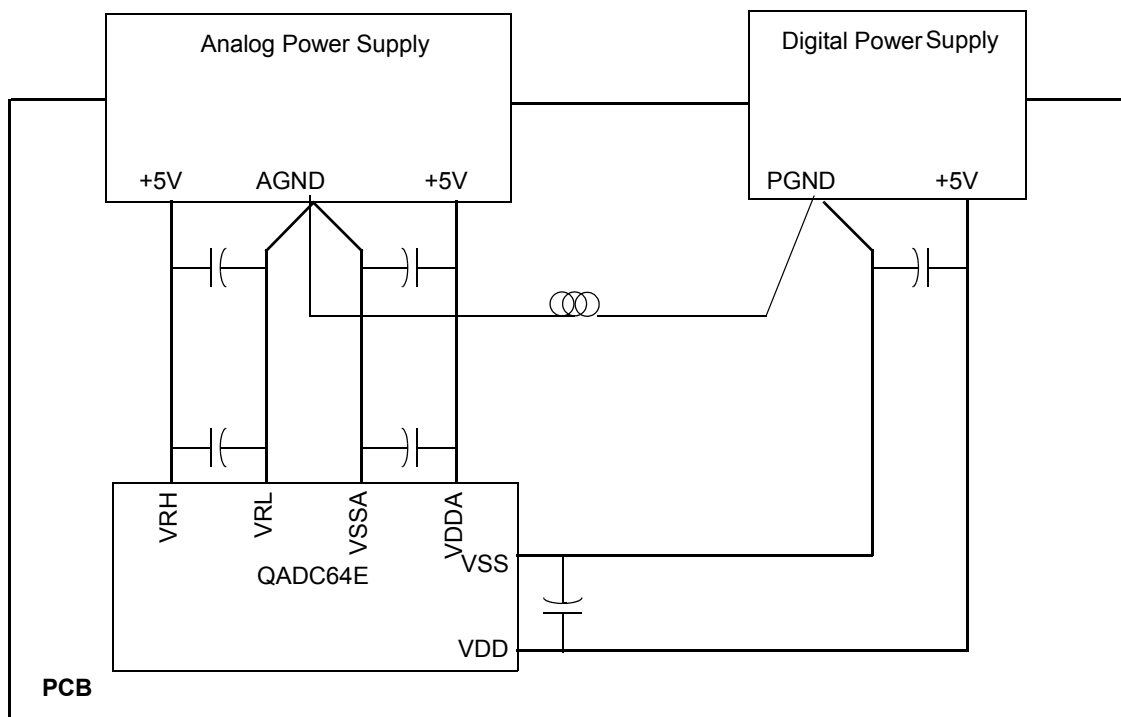 Analog Power Supply
Digital Power Supply
+5V AGND +5V
PGND +5V
VRH VRL VSSA VDDA
QADC64E
VSS
VDD
PCB